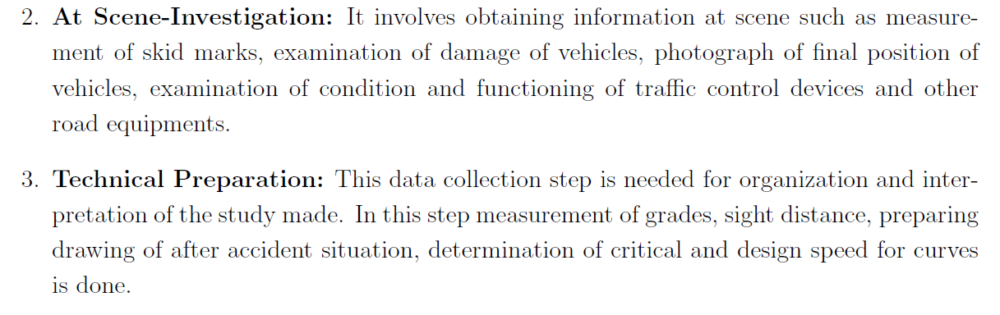 2. At Scene-Investigation: It involves obtaining information at scene such as measure-
ment of skid marks, examination of damage of vehicles, photograph of final position of
vehicles, examination of condition and functioning of traffic control devices and other
road equipments.
3. Technical Preparation: This data collection step is needed for organization and inter-
pretation of the study made. In this step measurement of grades, sight distance, preparing
drawing of after accident situation, determination of critical and design speed for curves
is done.